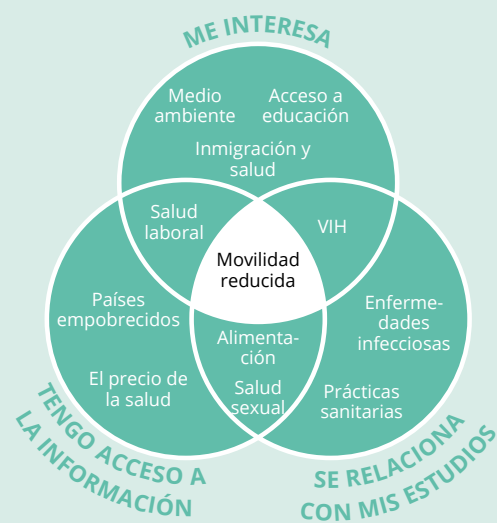 ME INTERESA
Medio
ambiente
Acceso a
educación
Inmigración y
salud
Salud
laboral
VIH
Movilidad
reducida
Países
empobrecidos
Enferme-
dades
infecciosas
Alimenta-
ción
El precio de
la salud
Salud
sexual
Prácticas
sanitarias
TENGO ACCESO A
LA INFORMACIÓN
SE RELACIONA
CON MIS ESTUDIOS